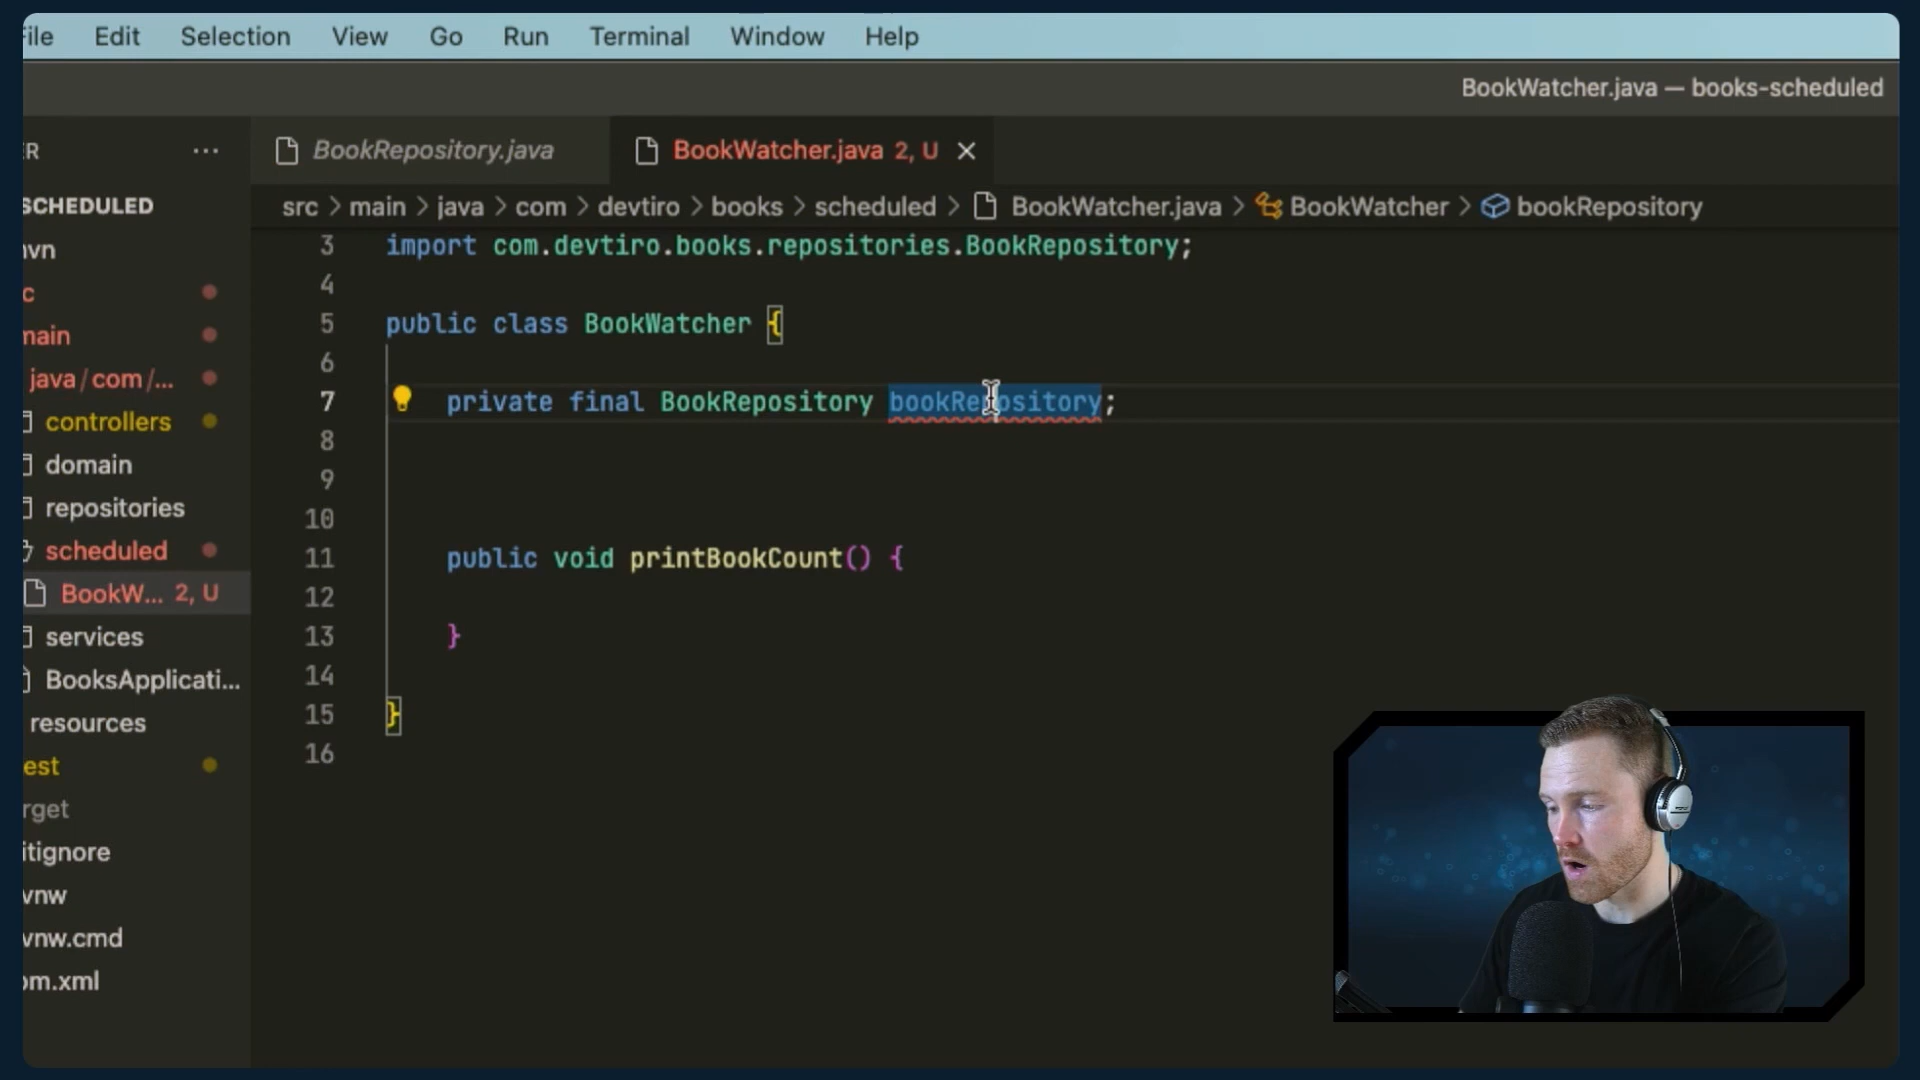 File Edit Selection View Go Run Terminal Window Help
BookWatcher.java — books-scheduled
ER ···
BookRepository.java
BookWatcher.java 2, U ×
SCHEDULED
src > main > java > com > devtiro > books > scheduled > BookWatcher.java > BookWatcher > bookRepository
mvn
c
main
java/com/...
controllers
domain
repositories
scheduled
BookW... 2, U
services
BooksApplicati...
resources
est
rget
itignore
vnw
vnw.cmd
om.xml
3 import com.devtiro.books.repositories.BookRepository;
4
5 public class BookWatcher {
6
7 private final BookRepository bookRepository;
8
9
10
11 public void printBookCount() {
12
13 }
14
15 }
16